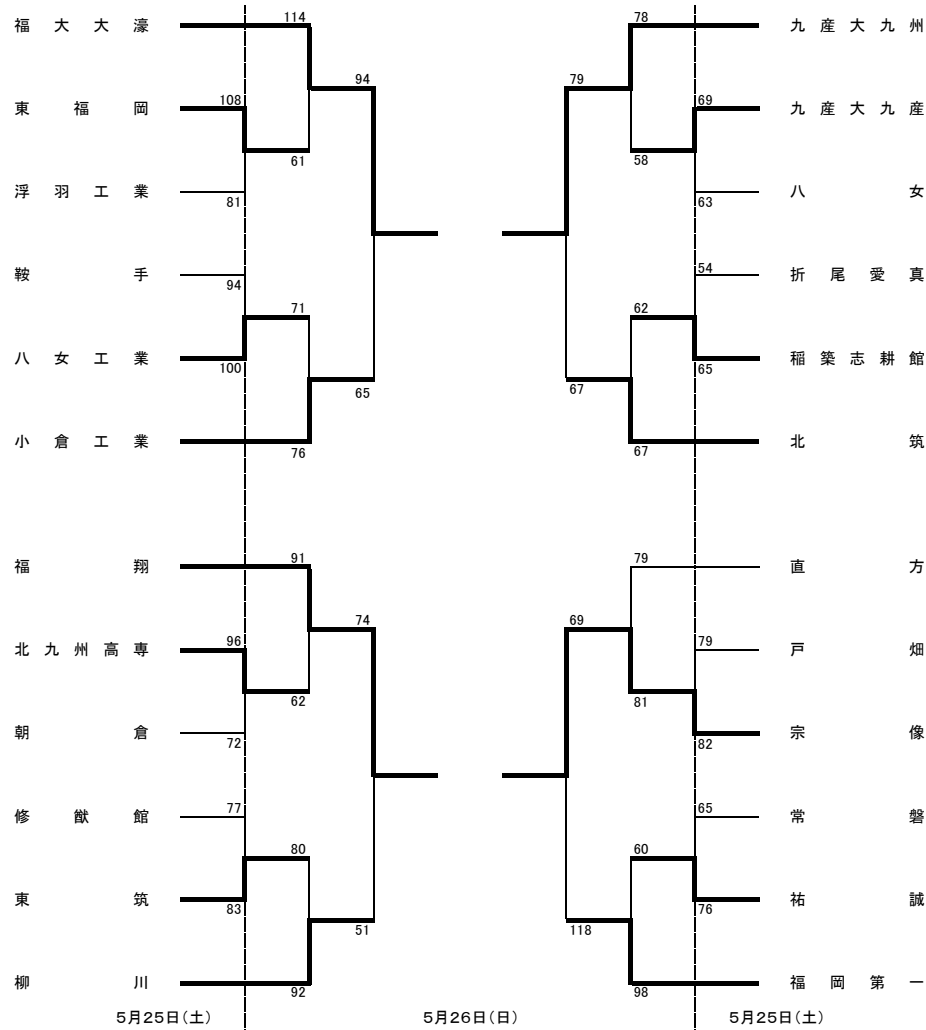 114 78
福大大濠 九産大九州
94 79
108 69
東福岡 九産大九産
61 58
浮羽工業 八女
81 63
鞍手 54 折尾愛真
94
71 62
八女工業 稲築志耕館
100 65
65 67
小倉工業 北筑
76 67
91 79
福翔 直方
74 69
96 79
北九州高専 戸畑
62 81
朝倉 宗像
72 82
77 65
修猷館 常磐
80 60
東筑 祐誠
83 76
51 118
柳川 福岡第一
92 98
5月25日(土) 5月26日(日) 5月25日(土)